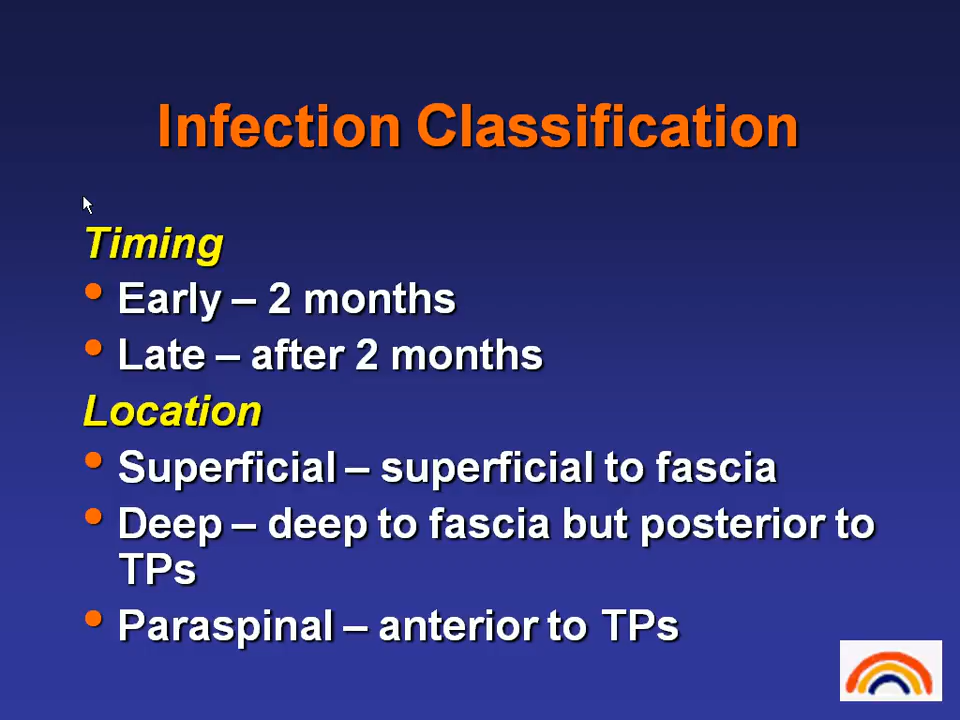 Infection Classification
Timing
• Early – 2 months
• Late – after 2 months
Location
• Superficial – superficial to fascia
• Deep – deep to fascia but posterior to
TPs
• Paraspinal – anterior to TPs